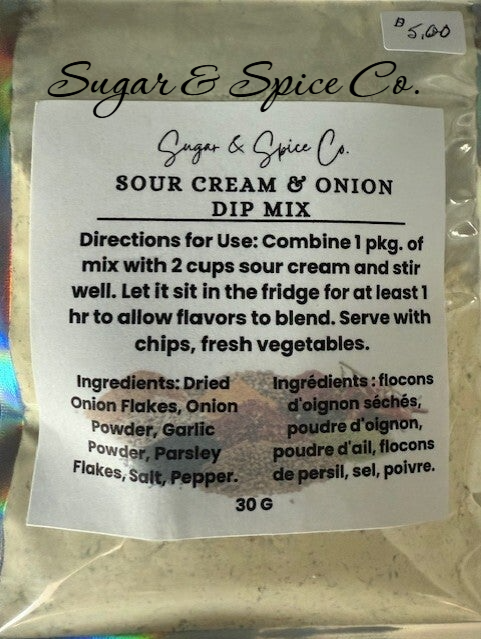 B 5.00
Sugar & Spice Co.
Sugar & Spice Co.
SOUR CREAM & ONION
DIP MIX
Directions for Use: Combine 1 pkg. of
mix with 2 cups sour cream and stir
well. Let it sit in the fridge for at least 1
hr to allow flavors to blend. Serve with
chips, fresh vegetables.
Ingredients: Dried
Onion Flakes, Onion
Powder, Garlic
Powder, Parsley
Flakes, Salt, Pepper.
Ingrédients : flocons
d'oignon séchés,
poudre d'oignon,
poudre d'ail, flocons
de persil, sel, poivre.
30 G